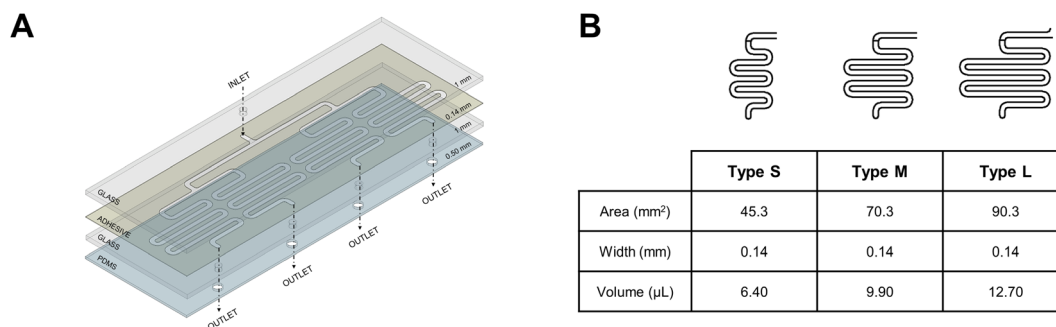 A
INLET
1 mm
0.14 mm
1 mm
0.50 mm
GLASS
ADHESIVE
GLASS
PDMS
OUTLET
OUTLET
OUTLET
OUTLET
B
Type S Type M Type L
Area (mm²) 45.3 70.3 90.3
Width (mm) 0.14 0.14 0.14
Volume (µL) 6.40 9.90 12.70